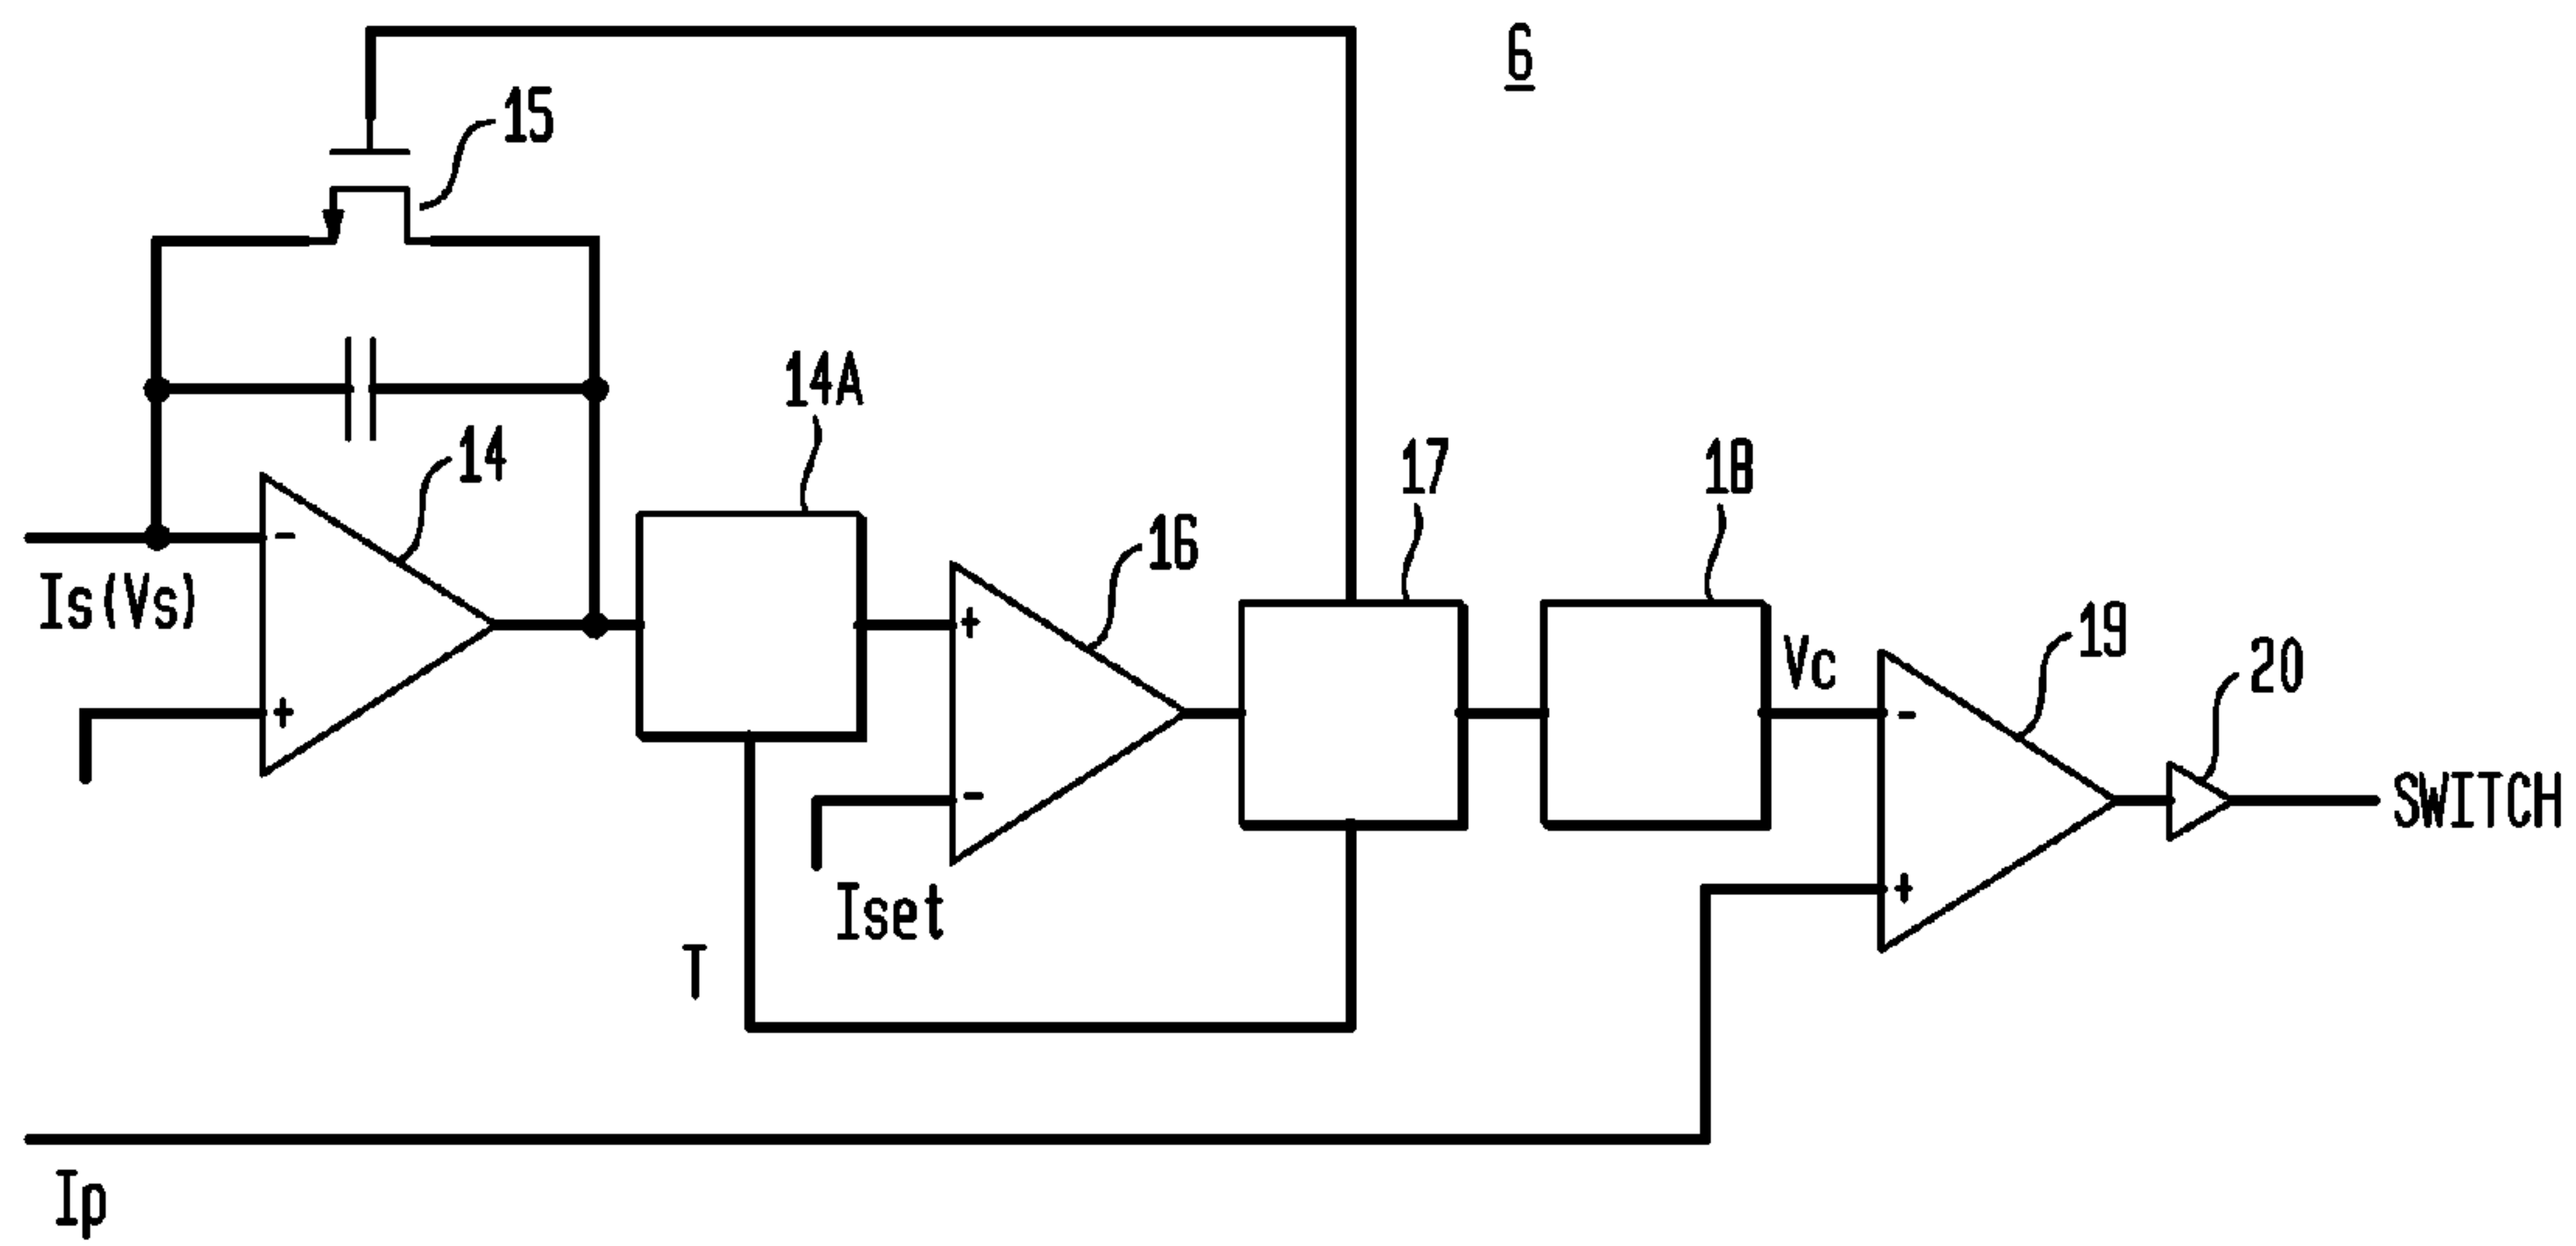 6
15
14A
14
17
18
16
Is(Vs)
-
+
+
-
19
Vc
20
-
+
SWITCH
Iset
T
Ip